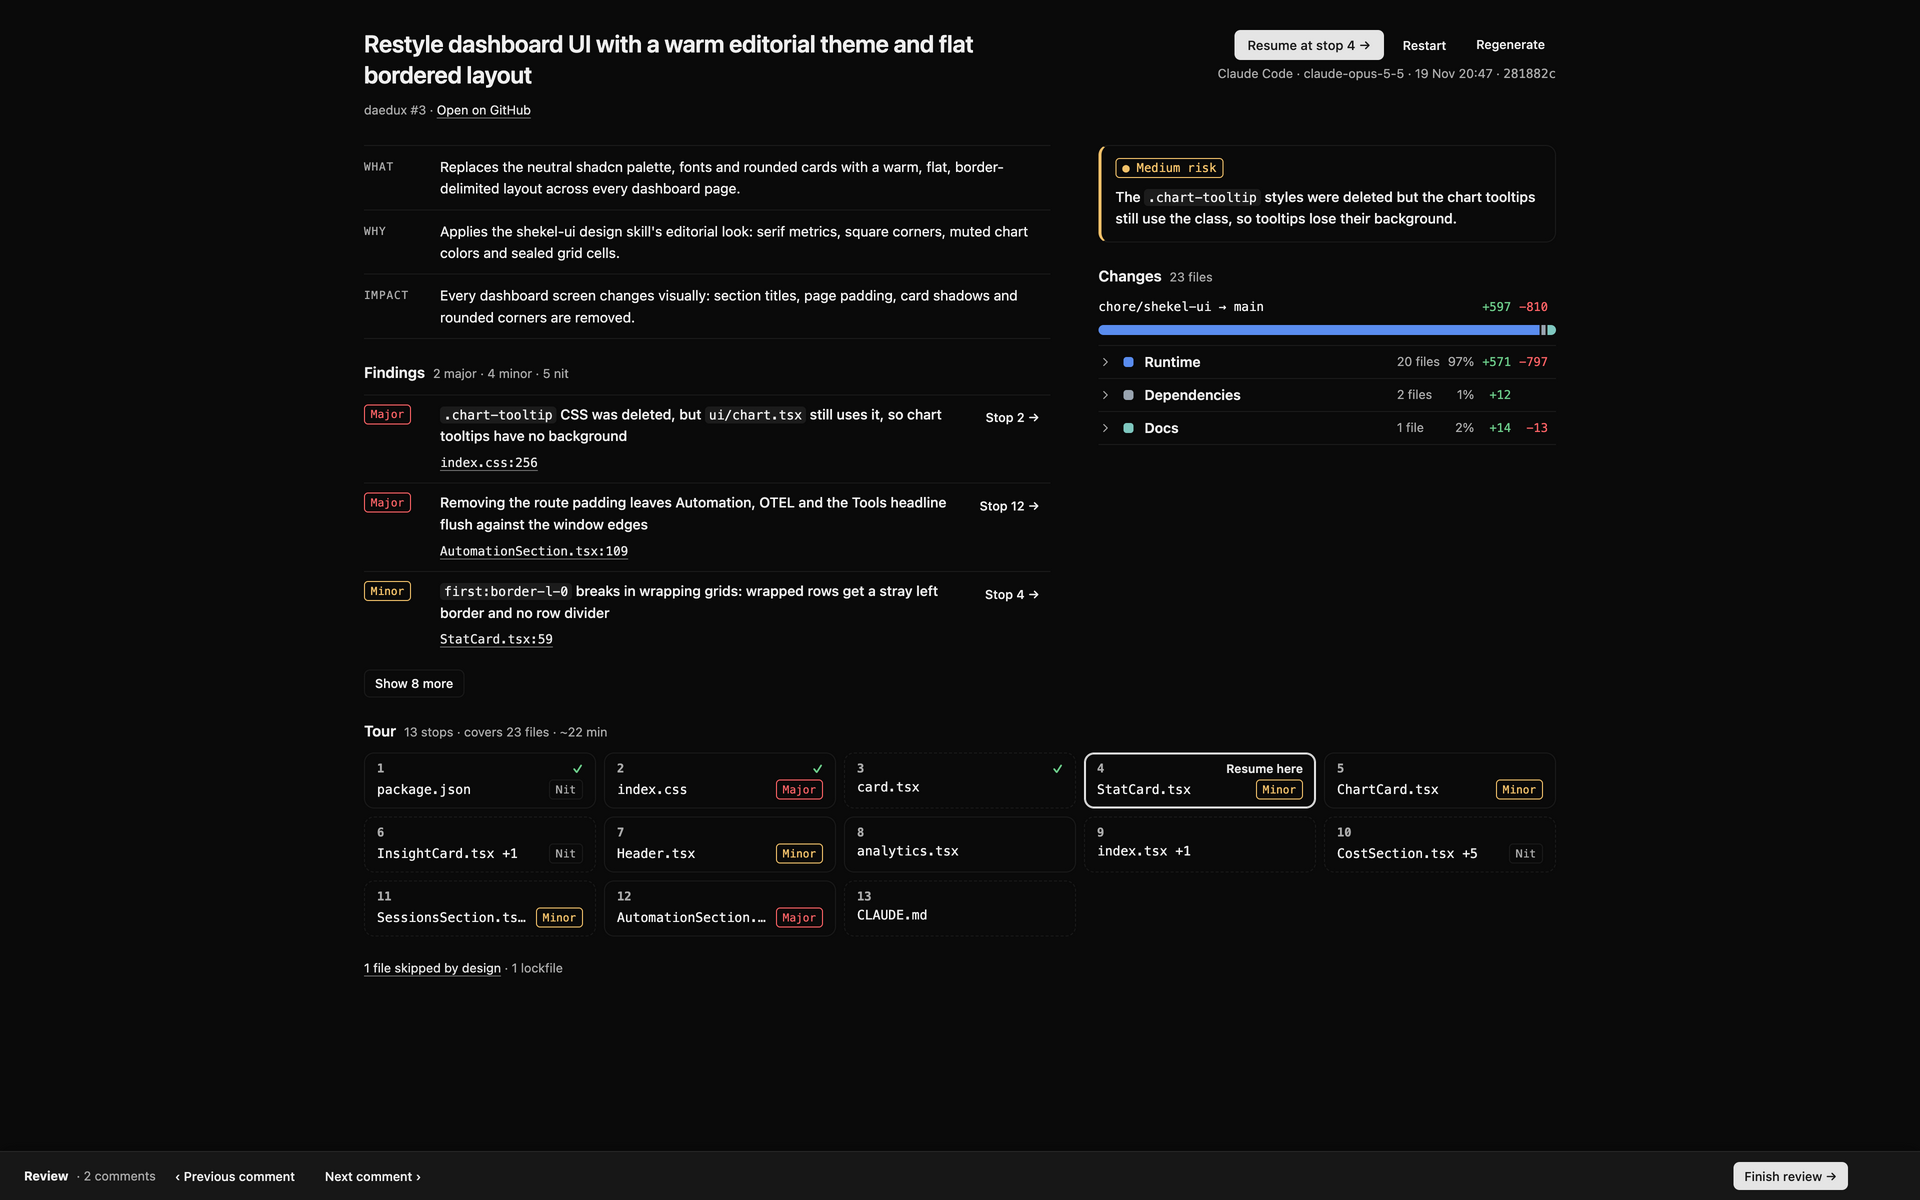 Restyle dashboard UI with a warm editorial theme and flat
bordered layout
daedux #3 · Open on GitHub
Resume at stop 4 →
Restart
Regenerate
Claude Code · claude-opus-5-5 · 19 Nov 20:47 · 281882c
WHAT
Replaces the neutral shadcn palette, fonts and rounded cards with a warm, flat, border-
delimited layout across every dashboard page.
WHY
Applies the shekel-ui design skill's editorial look: serif metrics, square corners, muted chart
colors and sealed grid cells.
IMPACT
Every dashboard screen changes visually: section titles, page padding, card shadows and
rounded corners are removed.
Medium risk
The .chart-tooltip styles were deleted but the chart tooltips
still use the class, so tooltips lose their background.
Changes 23 files
chore/shekel-ui → main +597 −810
Runtime 20 files 97% +571 −797
Dependencies 2 files 1% +12
Docs 1 file 2% +14 −13
Findings 2 major · 4 minor · 5 nit
Major
.chart-tooltip CSS was deleted, but ui/chart.tsx still uses it, so chart
tooltips have no background
index.css:256
Stop 2 →
Major
Removing the route padding leaves Automation, OTEL and the Tools headline
flush against the window edges
AutomationSection.tsx:109
Stop 12 →
Minor
first:border-l-0 breaks in wrapping grids: wrapped rows get a stray left
border and no row divider
StatCard.tsx:59
Stop 4 →
Show 8 more
Tour 13 stops · covers 23 files · ~22 min
1 ✓
package.json Nit
2 ✓
index.css Major
3 ✓
card.tsx
4 Resume here
StatCard.tsx Minor
5
ChartCard.tsx Minor
6
InsightCard.tsx +1 Nit
7
Header.tsx Minor
8
analytics.tsx
9
index.tsx +1
10
CostSection.tsx +5 Nit
11
SessionsSection.ts… Minor
12
AutomationSection.… Major
13
CLAUDE.md
1 file skipped by design · 1 lockfile
Review · 2 comments ‹ Previous comment Next comment › Finish review →